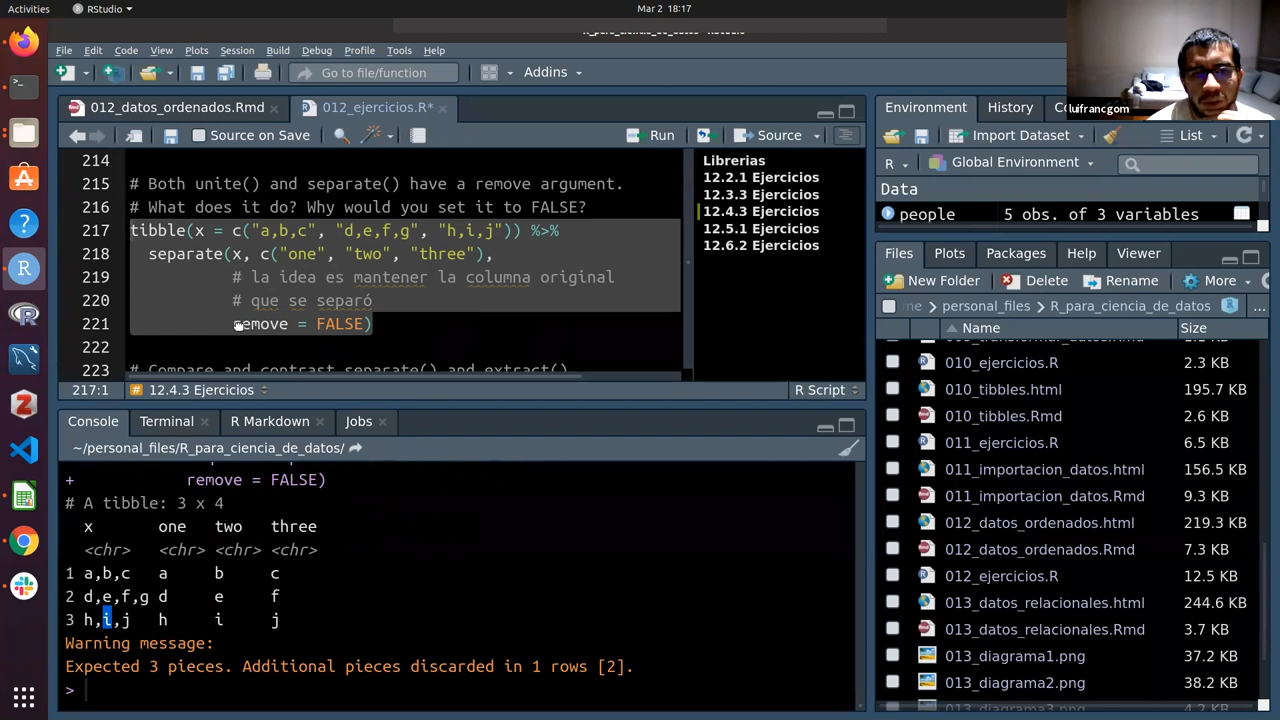 Activities
RStudio
Mar 2 18:17
File Edit Code View Plots Session Build Debug Profile Tools Help
Go to file/function
Addins
luifrancgom
012_datos_ordenados.Rmd
012_ejercicios.R*
Source on Save
Run
Source
214
215 # Both unite() and separate() have a remove argument.
216 # What does it do? Why would you set it to FALSE?
217 tibble(x = c("a,b,c", "d,e,f,g", "h,i,j")) %>%
218 separate(x, c("one", "two", "three"),
219 # la idea es mantener la columna original
220 # que se separó
221 remove = FALSE)
222
223 # Compare and contrast separate() and extract()
217:1
12.4.3 Ejercicios
R Script
Librerias
12.2.1 Ejercicios
12.3.3 Ejercicios
12.4.3 Ejercicios
12.5.1 Ejercicios
12.6.2 Ejercicios
Console Terminal R Markdown Jobs
~/personal_files/R_para_ciencia_de_datos/
+ remove = FALSE)
# A tibble: 3 x 4
x one two three
<chr> <chr> <chr> <chr>
1 a,b,c a b c
2 d,e,f,g d e f
3 h,i,j h i j
Warning message:
Expected 3 pieces. Additional pieces discarded in 1 rows [2].
>
Environment History
Import Dataset
List
R
Global Environment
Data
people 5 obs. of 3 variables
Files Plots Packages Help Viewer
New Folder Delete Rename More
me personal_files R_para_ciencia_de_datos ...
Name Size
010_ejercicios.R 2.3 KB
010_tibbles.html 195.7 KB
010_tibbles.Rmd 2.6 KB
011_ejercicios.R 6.5 KB
011_importacion_datos.html 156.5 KB
011_importacion_datos.Rmd 9.3 KB
012_datos_ordenados.html 219.3 KB
012_datos_ordenados.Rmd 7.3 KB
012_ejercicios.R 12.5 KB
013_datos_relacionales.html 244.6 KB
013_datos_relacionales.Rmd 3.7 KB
013_diagrama1.png 37.2 KB
013_diagrama2.png 38.2 KB